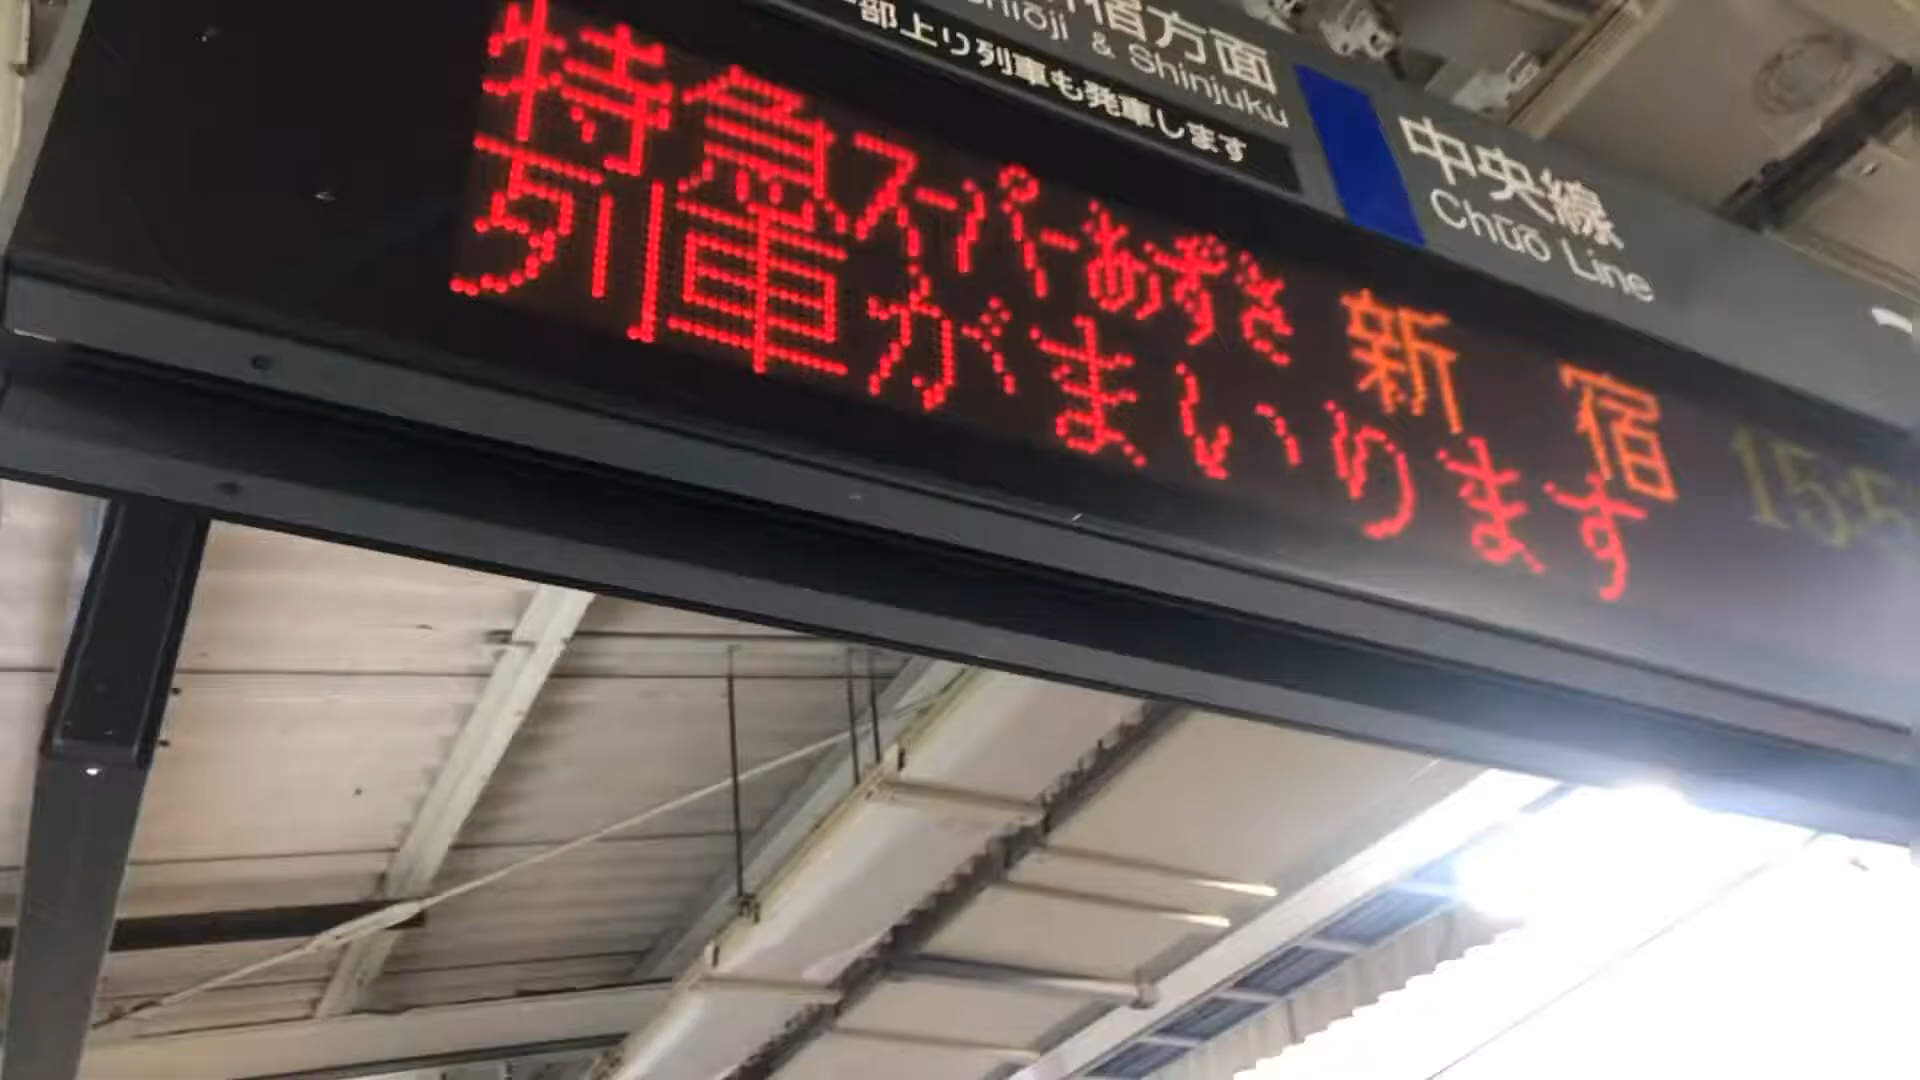 宿方面
& Shinjuku
部上り列車も発車します
中央線
Chūō Line
特急スーパーあずさ 新宿
列車がまいります